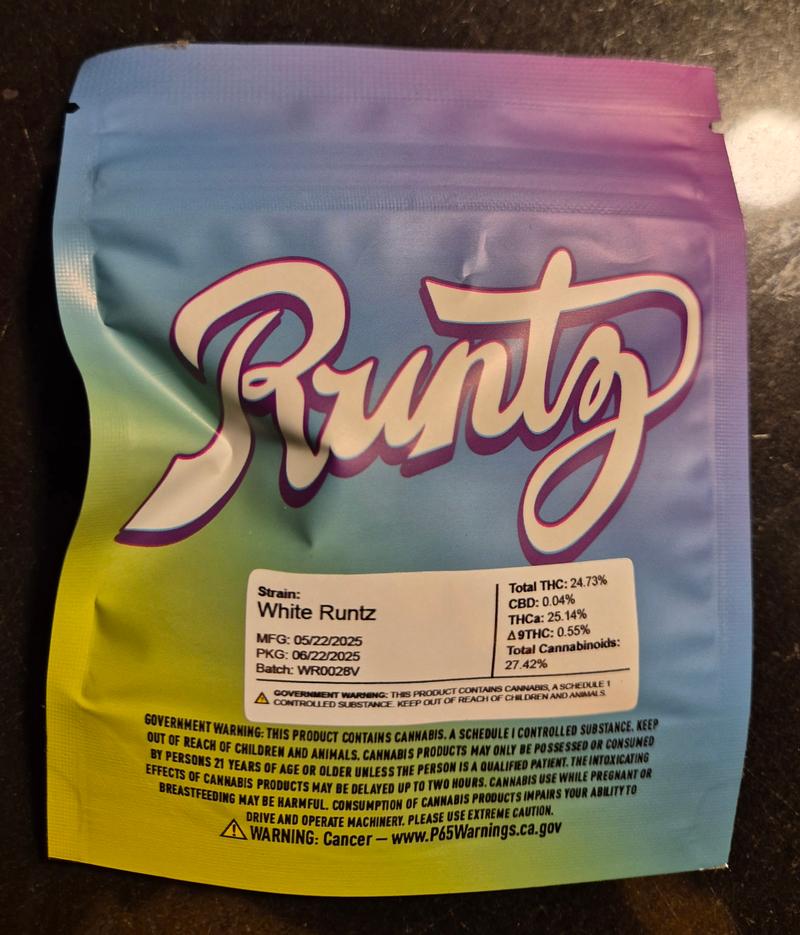 Runtz
Strain:
White Runtz
MFG: 05/22/2025
PKG: 06/22/2025
Batch: WR0028V
Total THC: 24.73%
CBD: 0.04%
THCa: 25.14%
Δ9THC: 0.55%
Total Cannabinoids:
27.42%
GOVERNMENT WARNING: THIS PRODUCT CONTAINS CANNABIS, A SCHEDULE 1
CONTROLLED SUBSTANCE. KEEP OUT OF REACH OF CHILDREN AND ANIMALS.
GOVERNMENT WARNING: THIS PRODUCT CONTAINS CANNABIS. A SCHEDULE I CONTROLLED SUBSTANCE. KEEP
OUT OF REACH OF CHILDREN AND ANIMALS. CANNABIS PRODUCTS MAY ONLY BE POSSESSED OR CONSUMED
BY PERSONS 21 YEARS OF AGE OR OLDER UNLESS THE PERSON IS A QUALIFIED PATIENT. THE INTOXICATING
EFFECTS OF CANNABIS PRODUCTS MAY BE DELAYED UP TO TWO HOURS. CANNABIS USE WHILE PREGNANT OR
BREASTFEEDING MAY BE HARMFUL. CONSUMPTION OF CANNABIS PRODUCTS IMPAIRS YOUR ABILITY TO
DRIVE AND OPERATE MACHINERY. PLEASE USE EXTREME CAUTION.
WARNING: Cancer — www.P65Warnings.ca.gov